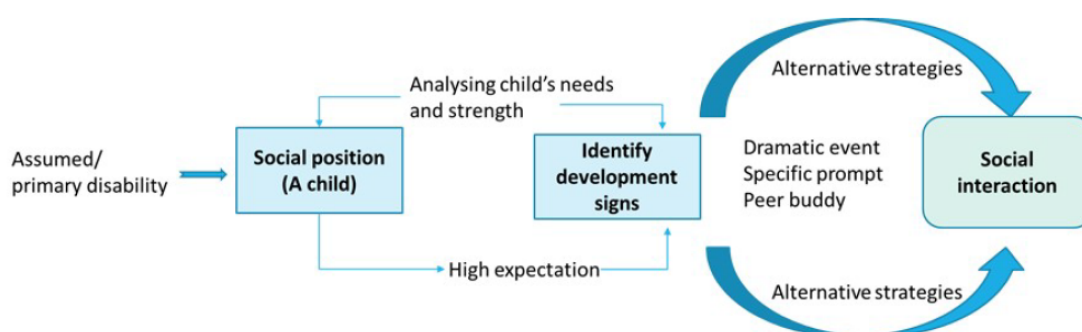 Alternative strategies
Analysing child's needs
and strength
Assumed/
primary disability
Social position
(A child)
Identify
development
signs
Dramatic event
Specific prompt
Peer buddy
Social
interaction
High expectation
Alternative strategies